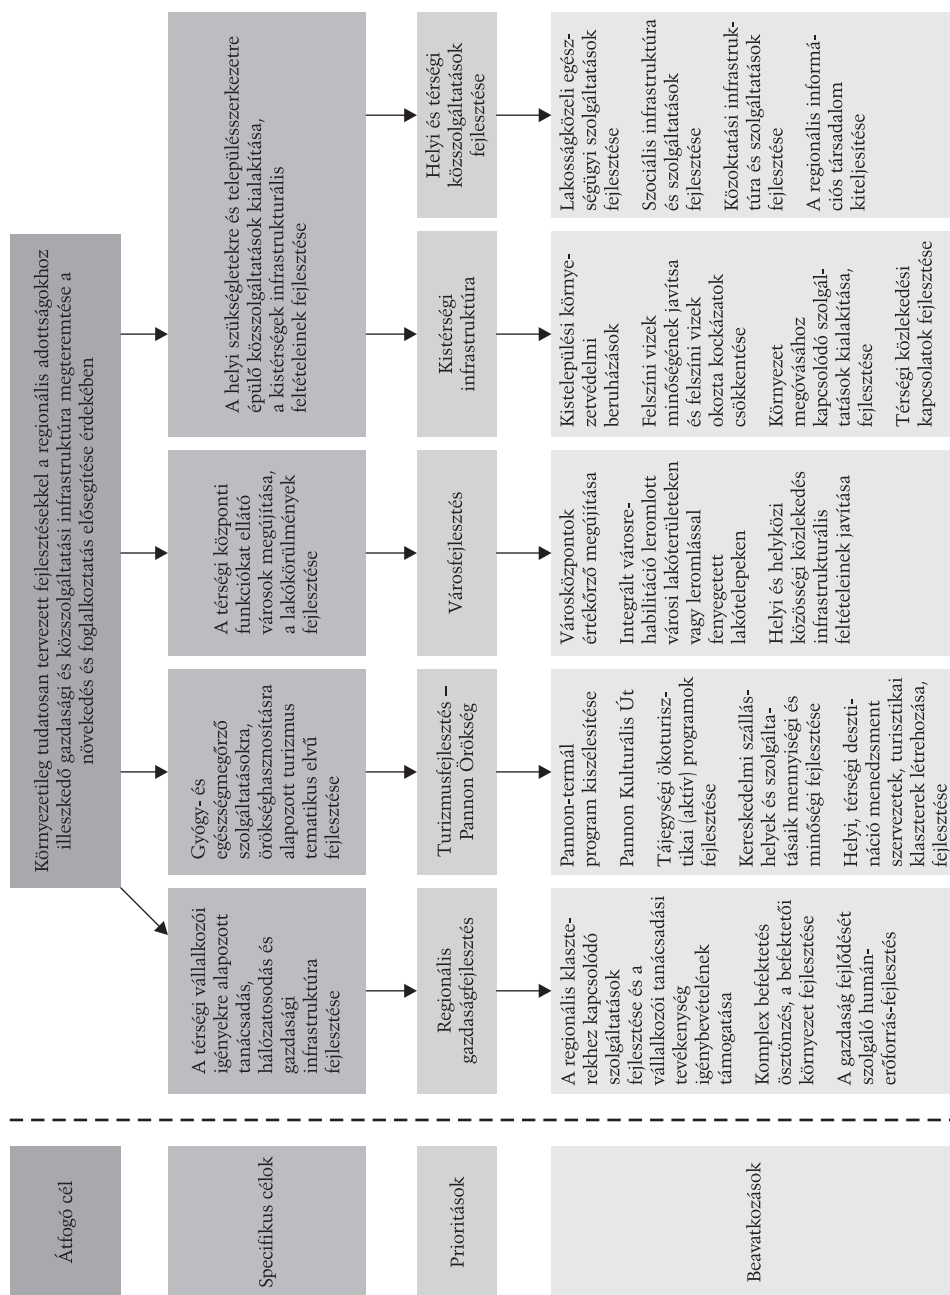 Átfogó cél
Környezetileg tudatosan tervezett fejlesztésekkel a regionális adottságokhoz
illeszkedő gazdasági és közszolgáltatási infrastruktúra megteremtése a
növekedés és foglalkoztatás elősegítése érdekében
Specifikus célok
A térségi vállalkozói
igényekre alapozott
tanácsadás,
hálózatosodás és
gazdasági
infrastruktúra
fejlesztése
Gyógy- és
egészségmegőrző
szolgáltatásokra,
örökséghasznosításra
alapozott turizmus
tematikus elvű
fejlesztése
A térségi központi
funkciókat ellátó
városok megújítása,
a lakókörülmények
fejlesztése
A helyi szükségletekre és településszerkezetre
épülő közszolgáltatások kialakítása,
a kistérségek infrastrukturális
feltételeinek fejlesztése
Prioritások
Regionális
gazdaságfejlesztés
Turizmusfejlesztés –
Pannon Örökség
Városfejlesztés
Kistérségi
infrastruktúra
Helyi és térségi
közszolgáltatások
fejlesztése
Beavatkozások
A regionális klaszte-
rekhez kapcsolódó
szolgáltatások
fejlesztése és a
vállalkozói tanácsadási
tevékenység
igénybevételének
támogatása
Komplex befektetés
ösztönzés, a befektetői
környezet fejlesztése
A gazdaság fejlődését
szolgáló humán-
erőforrás-fejlesztés
Pannon-termál
program kiszélesítése
Pannon Kulturális Út
Tájegységi ökoturisz-
tikai (aktív) programok
fejlesztése
Kereskedelmi szállás-
helyek és szolgálta-
tásaik mennyiségi és
minőségi fejlesztése
Helyi, térségi deszti-
náció menedzsment
szervezetek, turisztikai
klaszterek létrehozása,
fejlesztése
Városközpontok
értékőrző megújítása
Integrált városre-
habilitáció leromlott
városi lakóterületeken
vagy leromlással
fenyegetett
lakótelepeken
Helyi és helyközi
közösségi közlekedés
infrastrukturális
feltételeinek javítása
Kistelepülési környe-
zetvédelmi
beruházások
Felszíni vizek
minőségének javítsa
és felszíni vizek
okozta kockázatok
csökkentése
Környezet
megóvásához
kapcsolódó szolgál-
tatások kialakítása,
fejlesztése
Térségi közlekedési
kapcsolatok fejlesztése
Lakosságközeli egész-
ségügyi szolgáltatások
fejlesztése
Szociális infrastruktúra
és szolgáltatások
fejlesztése
Közoktatási infrastruk-
túra és szolgáltatások
fejlesztése
A regionális informá-
ciós társadalom
kiteljesítése